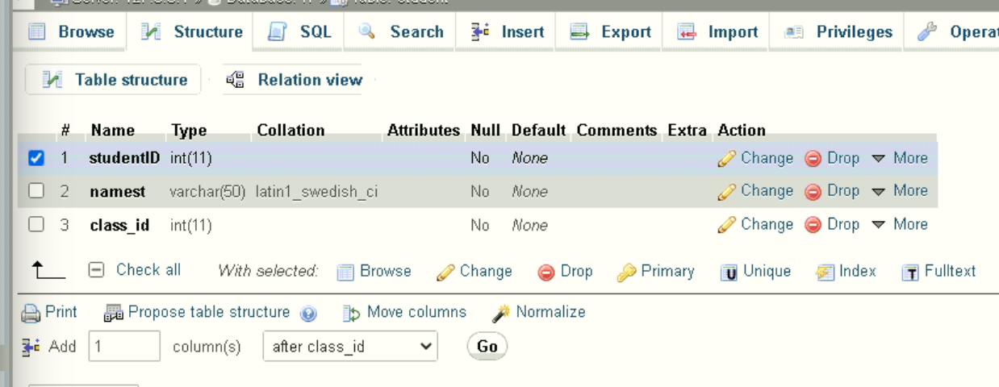 Browse Structure SQL Search Insert Export Import Privileges
Table structure Relation view
# Name Type Collation Attributes Null Default Comments Extra Action
1 studentID int(11) No None Change Drop More
2 namest varchar(50) latin1_swedish_ci No None Change Drop More
3 class_id int(11) No None Change Drop More
Check all With selected: Browse Change Drop Primary Unique Index Fulltext
Print Propose table structure Move columns Normalize
Add 1 column(s) after class_id Go